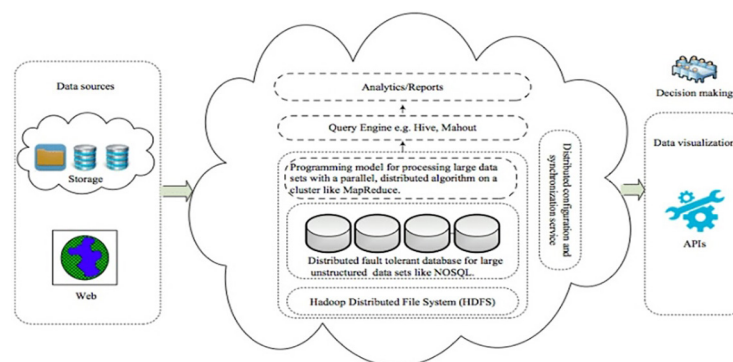 Data sources
Storage
Web
Analytics/Reports
Query Engine e.g. Hive, Mahout
Programming model for processing large data
sets with a parallel, distributed algorithm on a
cluster like MapReduce.
Distributed fault tolerant database for large
unstructured data sets like NOSQL.
Hadoop Distributed File System (HDFS)
Distributed configuration and
synchronization service
Decision making
Data visualization
APIs